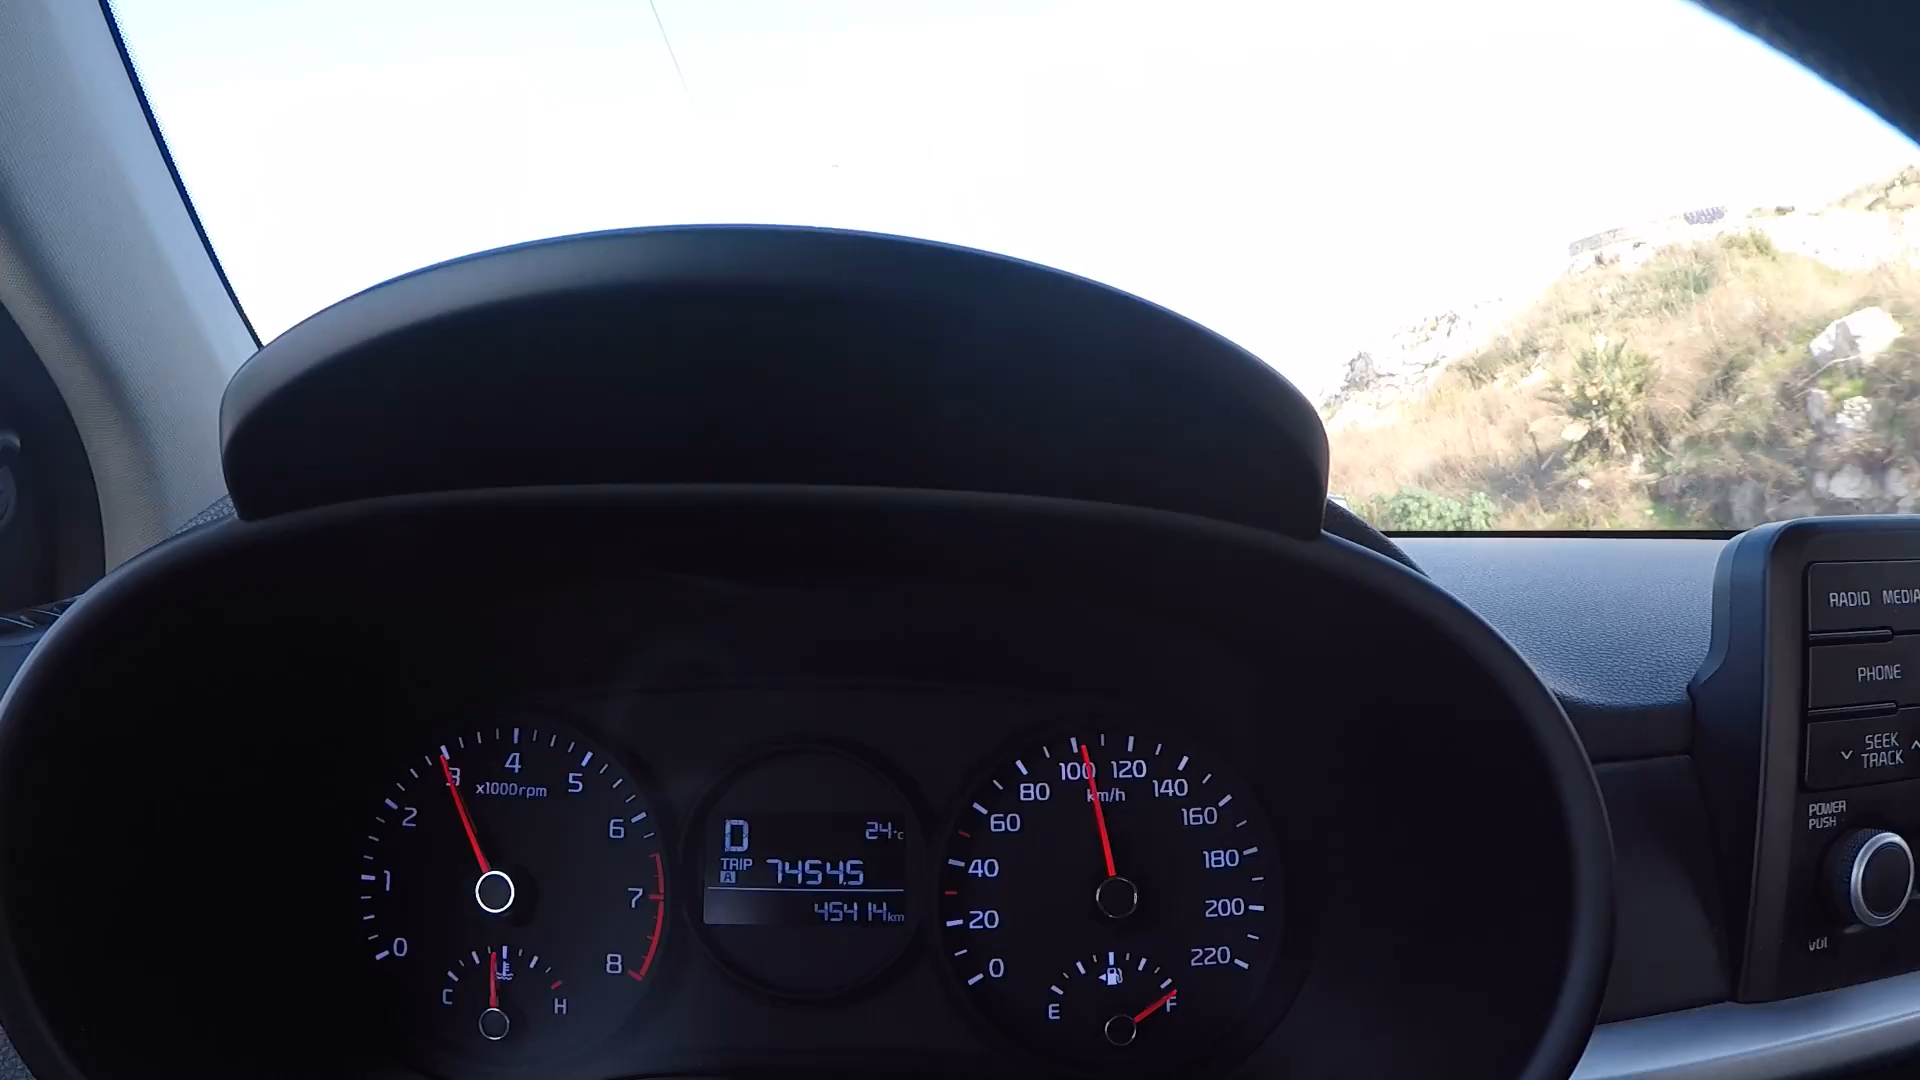 RADIO MEDIA
PHONE
SEEK
TRACK
POWER
PUSH
VOL
0 1 2 3 4 5 6 7 8
x1000rpm
C H
D 24°C
TRIP
A 7454.5
45414km
0 20 40 60 80 100 120 140 160 180 200 220
km/h
E F